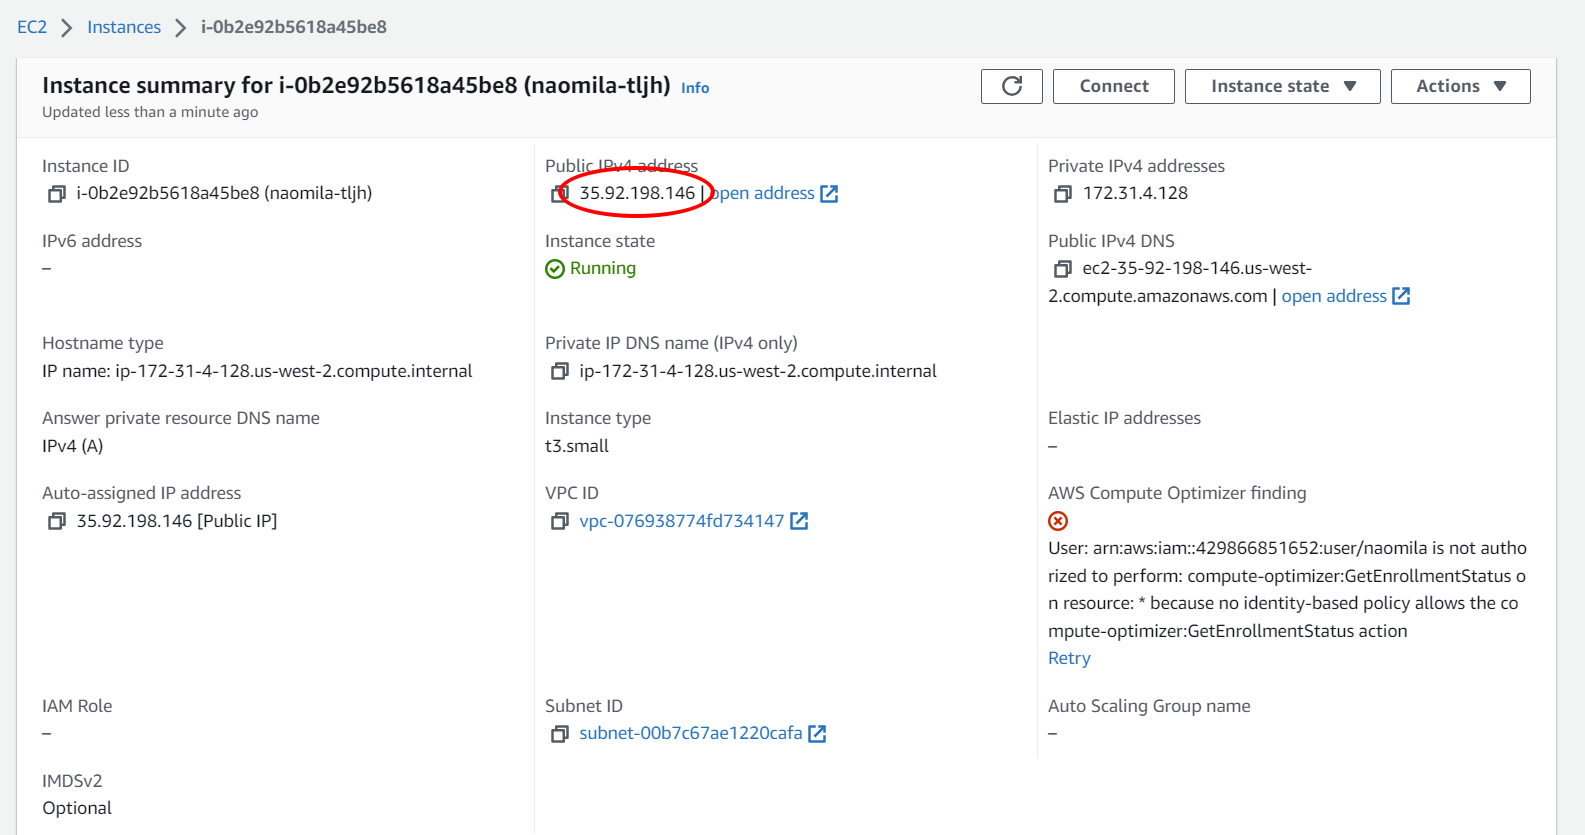 EC2 > Instances > i-0b2e92b5618a45be8
Instance summary for i-0b2e92b5618a45be8 (naomila-tljh) Info
Updated less than a minute ago
Connect
Instance state
Actions
Instance ID
i-0b2e92b5618a45be8 (naomila-tljh)
Public IPv4 address
35.92.198.146 | open address
Private IPv4 addresses
172.31.4.128
IPv6 address
–
Instance state
Running
Public IPv4 DNS
ec2-35-92-198-146.us-west-
2.compute.amazonaws.com | open address
Hostname type
IP name: ip-172-31-4-128.us-west-2.compute.internal
Private IP DNS name (IPv4 only)
ip-172-31-4-128.us-west-2.compute.internal
Answer private resource DNS name
IPv4 (A)
Instance type
t3.small
Elastic IP addresses
–
Auto-assigned IP address
35.92.198.146 [Public IP]
VPC ID
vpc-076938774fd734147
AWS Compute Optimizer finding
User: arn:aws:iam::429866851652:user/naomila is not autho
rized to perform: compute-optimizer:GetEnrollmentStatus o
n resource: * because no identity-based policy allows the co
mpute-optimizer:GetEnrollmentStatus action
Retry
IAM Role
–
Subnet ID
subnet-00b7c67ae1220cafa
Auto Scaling Group name
–
IMDSv2
Optional